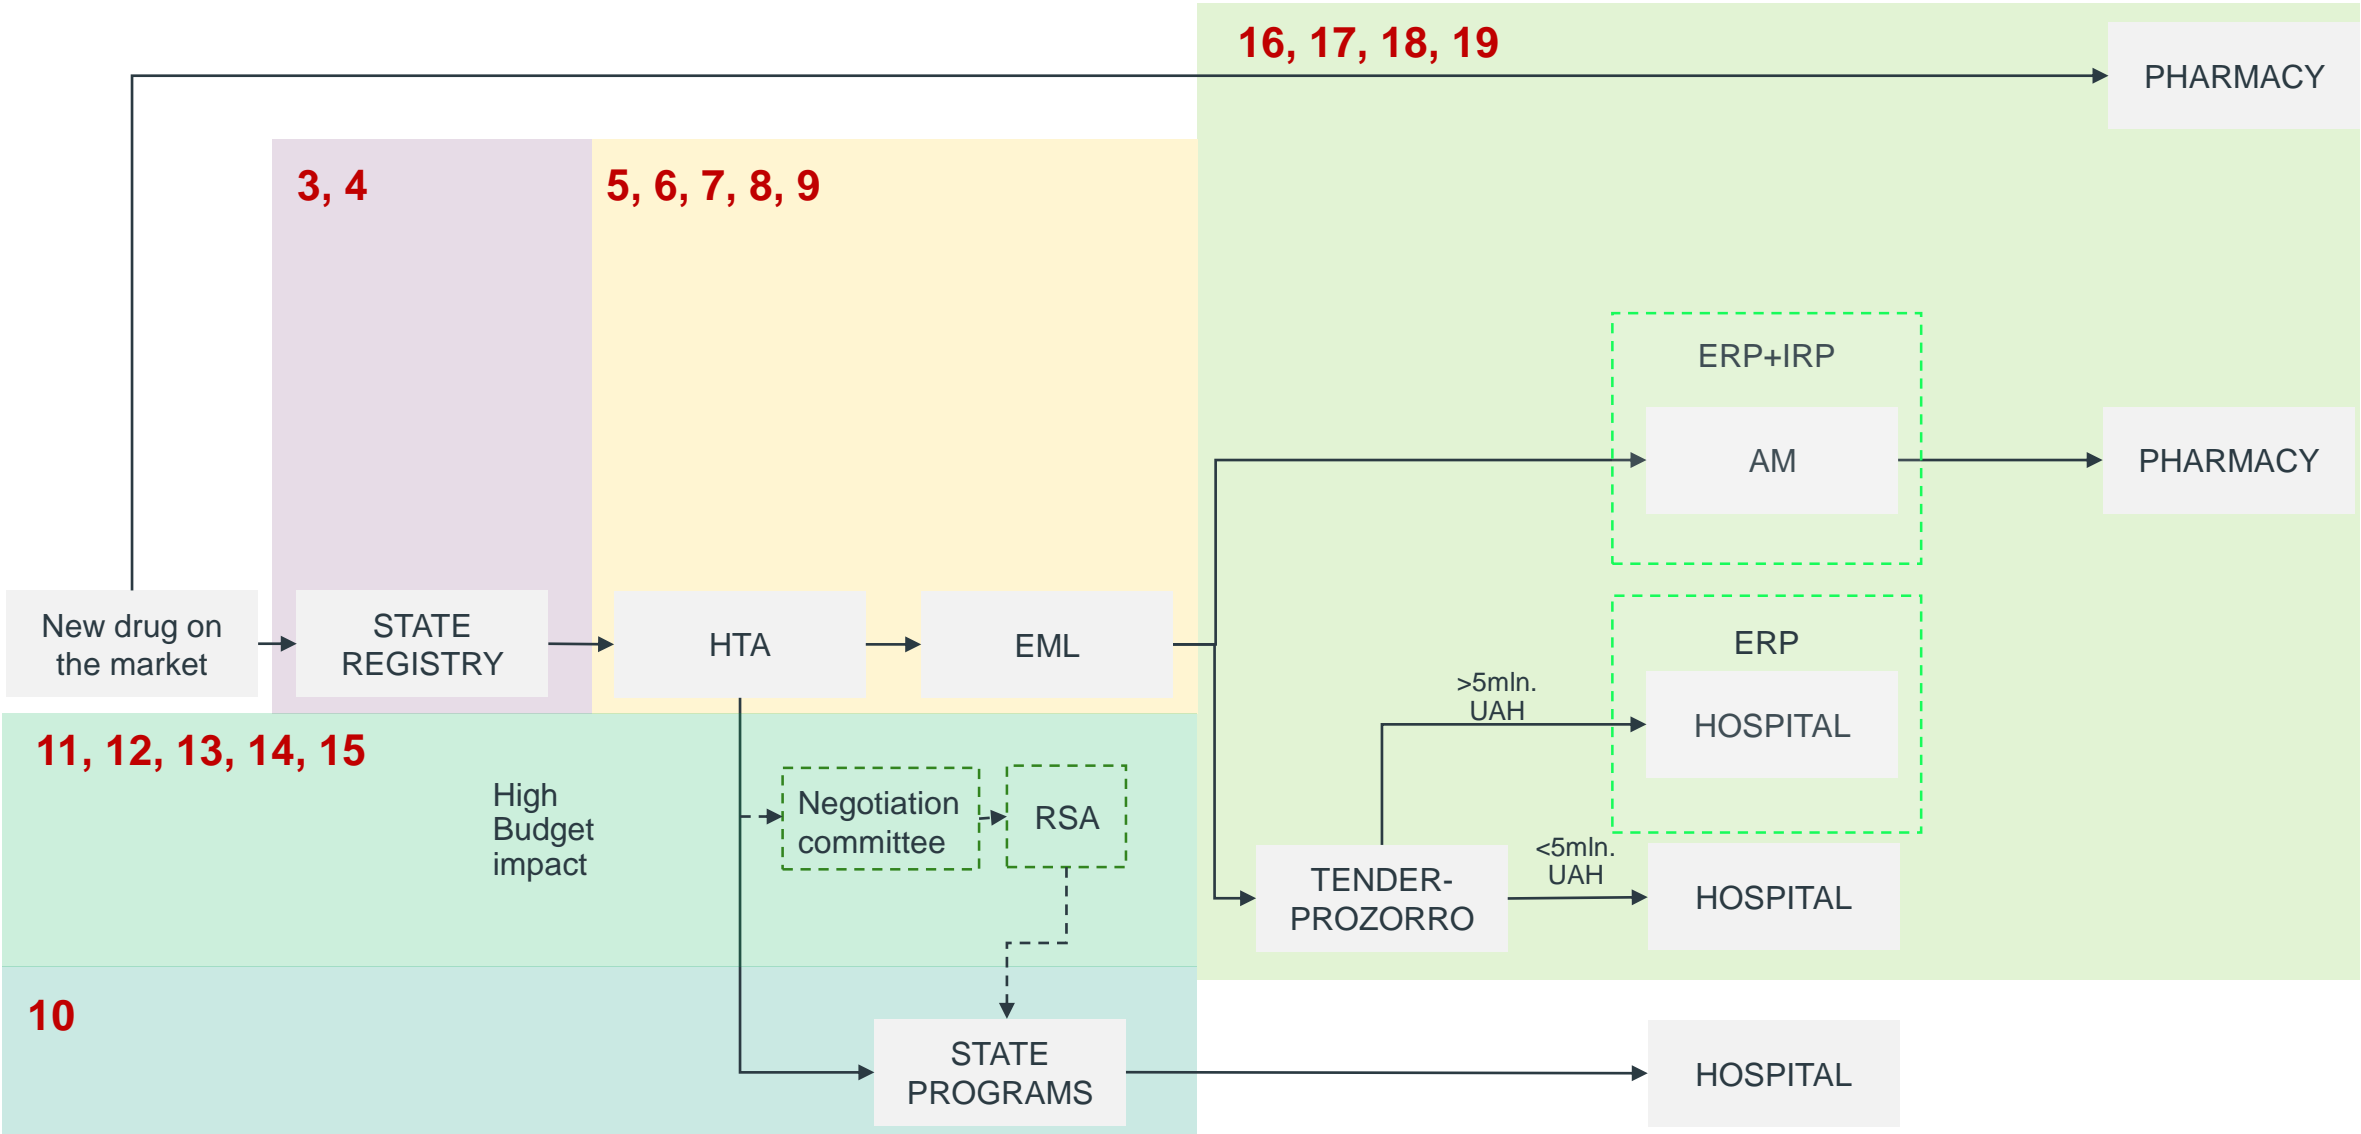 16, 17, 18, 19
PHARMACY
3, 4
5, 6, 7, 8, 9
ERP+IRP
AM
PHARMACY
New drug on
the market
STATE
REGISTRY
HTA
EML
ERP
>5mln.
UAH
HOSPITAL
11, 12, 13, 14, 15
High
Budget
impact
Negotiation
committee
RSA
<5mln.
UAH
TENDER-
PROZORRO
HOSPITAL
10
STATE
PROGRAMS
HOSPITAL